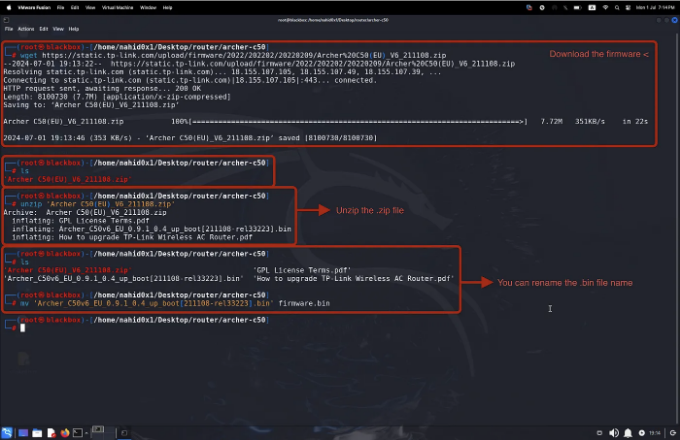 VMware Fusion File Edit View Virtual Machine Window Help
Mon 1 Jul 7:14PM
root@blackbox: /home/nahid0x1/Desktop/router/archer-c50
File Actions Edit View Help
(root㉿blackbox)-[/home/nahid0x1/Desktop/router/archer-c50]
# wget https://static.tp-link.com/upload/firmware/2022/202202/20220209/Archer%20C50(EU)_V6_211108.zip
Download the firmware <
--2024-07-01 19:13:22-- https://static.tp-link.com/upload/firmware/2022/202202/20220209/Archer%20C50(EU)_V6_211108.zip
Resolving static.tp-link.com (static.tp-link.com)... 18.155.107.105, 18.155.107.49, 18.155.107.39, ...
Connecting to static.tp-link.com (static.tp-link.com)|18.155.107.105|:443... connected.
HTTP request sent, awaiting response... 200 OK
Length: 8100730 (7.7M) [application/x-zip-compressed]
Saving to: ‘Archer C50(EU)_V6_211108.zip’
Archer C50(EU)_V6_211108.zip 100%[===================================================================>] 7.72M 351KB/s in 22s
2024-07-01 19:13:46 (353 KB/s) - ‘Archer C50(EU)_V6_211108.zip’ saved [8100730/8100730]
(root㉿blackbox)-[/home/nahid0x1/Desktop/router/archer-c50]
# ls
'Archer C50(EU)_V6_211108.zip'
(root㉿blackbox)-[/home/nahid0x1/Desktop/router/archer-c50]
# unzip 'Archer C50(EU)_V6_211108.zip'
Archive: Archer C50(EU)_V6_211108.zip
Unzip the .zip file
inflating: GPL License Terms.pdf
inflating: Archer_C50v6_EU_0.9.1_0.4_up_boot[211108-rel33223].bin
inflating: How to upgrade TP-Link Wireless AC Router.pdf
(root㉿blackbox)-[/home/nahid0x1/Desktop/router/archer-c50]
# ls
'Archer C50(EU)_V6_211108.zip' 'GPL License Terms.pdf'
'Archer_C50v6_EU_0.9.1_0.4_up_boot[211108-rel33223].bin' 'How to upgrade TP-Link Wireless AC Router.pdf'
You can rename the .bin file name
(root㉿blackbox)-[/home/nahid0x1/Desktop/router/archer-c50]
# mv 'Archer_C50v6_EU_0.9.1_0.4_up_boot[211108-rel33223].bin' firmware.bin
(root㉿blackbox)-[/home/nahid0x1/Desktop/router/archer-c50]
#
19:14